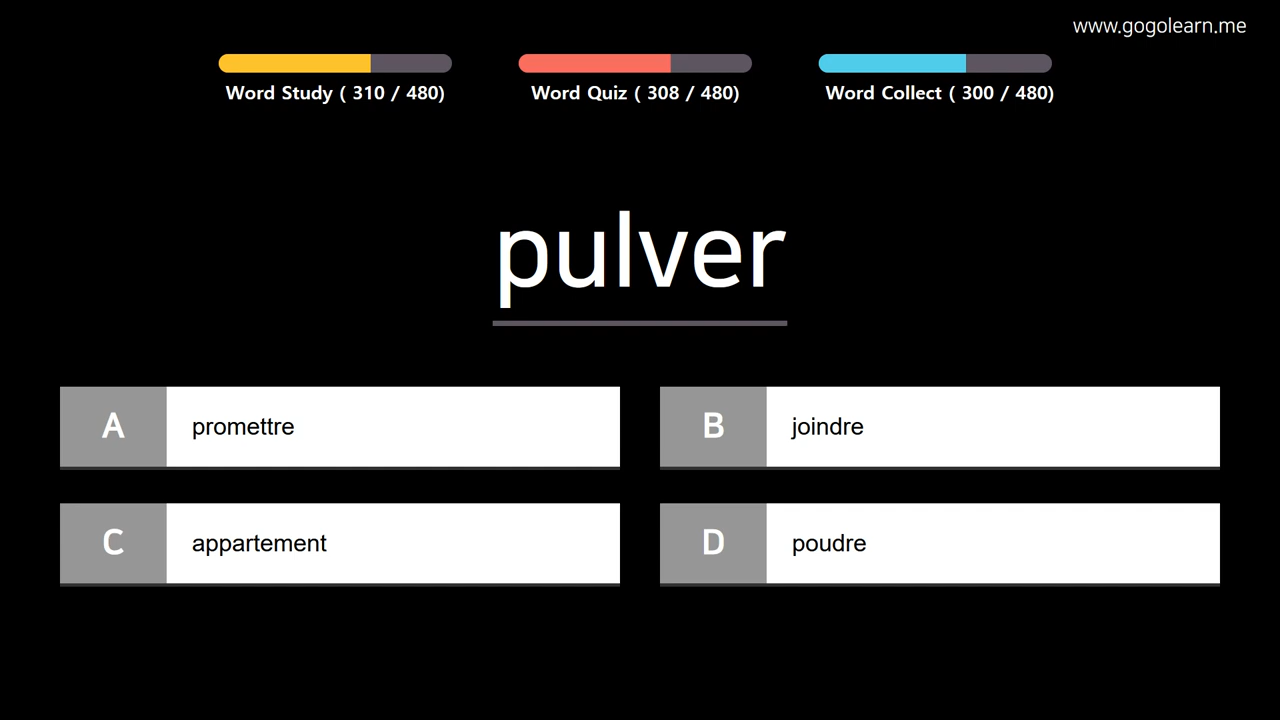 www.gogolearn.me
Word Study ( 310 / 480)
Word Quiz ( 308 / 480)
Word Collect ( 300 / 480)
pulver
A promettre
B joindre
C appartement
D poudre